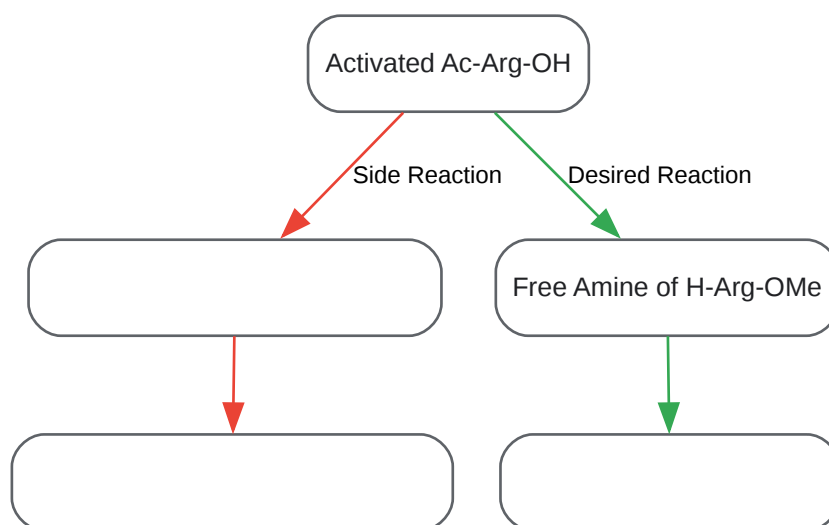 Activated Ac-Arg-OH
Side Reaction
Desired Reaction
Free Amine of H-Arg-OMe